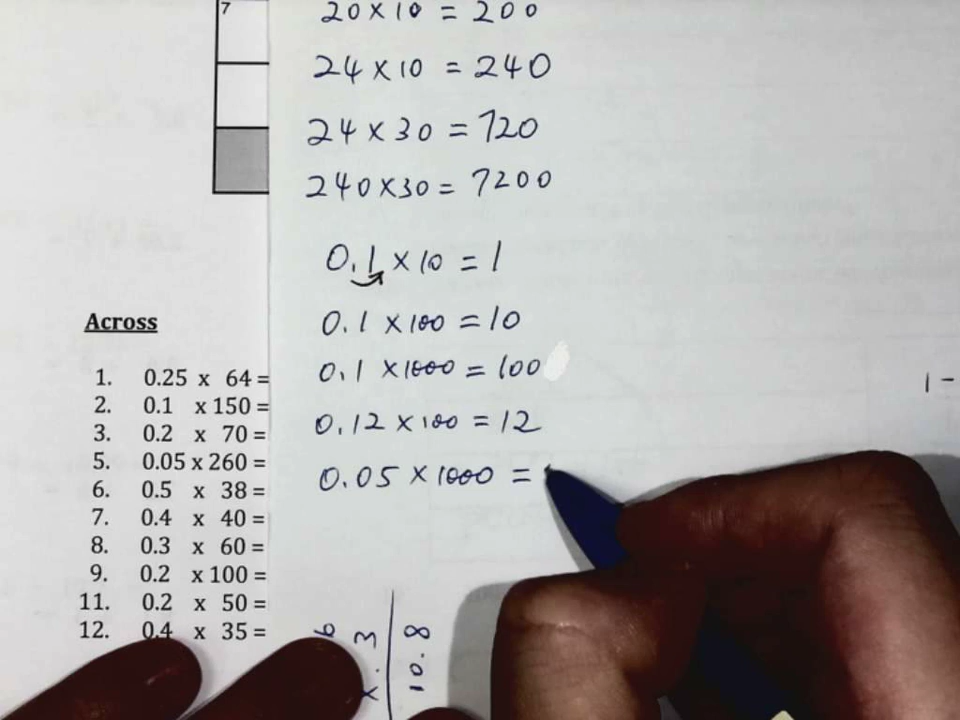 7
20 x 10 = 200
24 x 10 = 240
24 x 30 = 720
240 x 30 = 7200
0.1 x 10 = 1
0.1 x 100 = 10
0.1 x 1000 = 100
0.12 x 100 = 12
0.05 x 1000 =
1 -
Across
1. 0.25 x 64 =
2. 0.1 x 150 =
3. 0.2 x 70 =
5. 0.05 x 260 =
6. 0.5 x 38 =
7. 0.4 x 40 =
8. 0.3 x 60 =
9. 0.2 x 100 =
11. 0.2 x 50 =
12. 0.4 x 35 =
6
x . 3
10.8